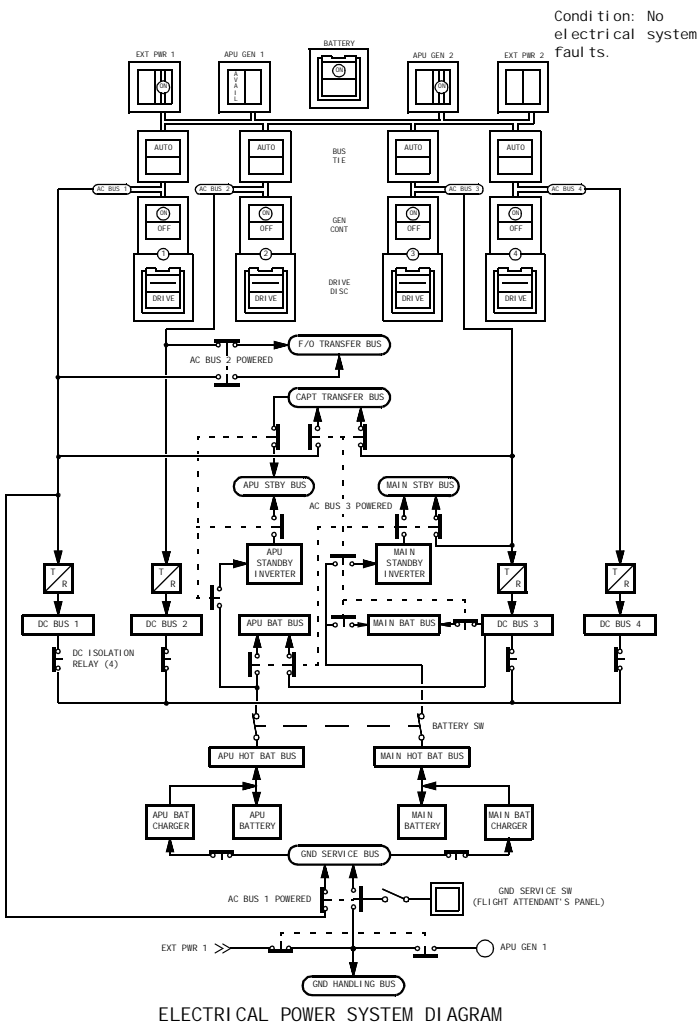 Condition: No
electrical system
faults.
EXT PWR 1
APU GEN 1
BATTERY
APU GEN 2
EXT PWR 2
ON
AVAIL
ON
ON
AUTO
AUTO
BUS
TIE
AUTO
AUTO
AC BUS 1
AC BUS 2
AC BUS 3
AC BUS 4
ON
OFF
ON
OFF
GEN
CONT
ON
OFF
ON
OFF
1
2
3
4
DRIVE
DRIVE
DRIVE
DISC
DRIVE
DRIVE
F/O TRANSFER BUS
AC BUS 2 POWERED
CAPT TRANSFER BUS
APU STBY BUS
MAIN STBY BUS
AC BUS 3 POWERED
APU
STANDBY
INVERTER
MAIN
STANDBY
INVERTER
T
R
T
R
T
R
T
R
DC BUS 1
DC BUS 2
APU BAT BUS
MAIN BAT BUS
DC BUS 3
DC BUS 4
DC ISOLATION
RELAY (4)
BATTERY SW
APU HOT BAT BUS
MAIN HOT BAT BUS
APU BAT
CHARGER
APU
BATTERY
MAIN
BATTERY
MAIN BAT
CHARGER
GND SERVICE BUS
AC BUS 1 POWERED
GND SERVICE SW
(FLIGHT ATTENDANT'S PANEL)
EXT PWR 1
APU GEN 1
GND HANDLING BUS
ELECTRICAL POWER SYSTEM DIAGRAM